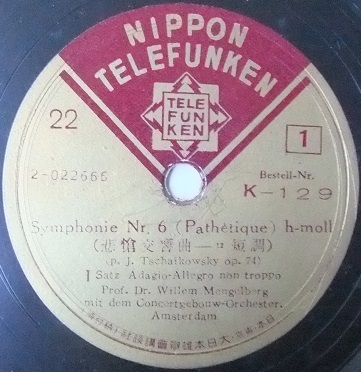 NIPPON
TELEFUNKEN
TELE
FUN
KEN
22
1
2-022666
Bestell-Nr.
K-129
Symphonie Nr. 6 (Pathétique) h-moll
(悲愴交響曲—ロ短調)
(p. J. Tschaikowsky op. 74)
I Satz Adagio-Allegro non troppo
Prof. Dr. Willem Mengelberg
mit dem Concertgebouw-Orchester,
Amsterdam